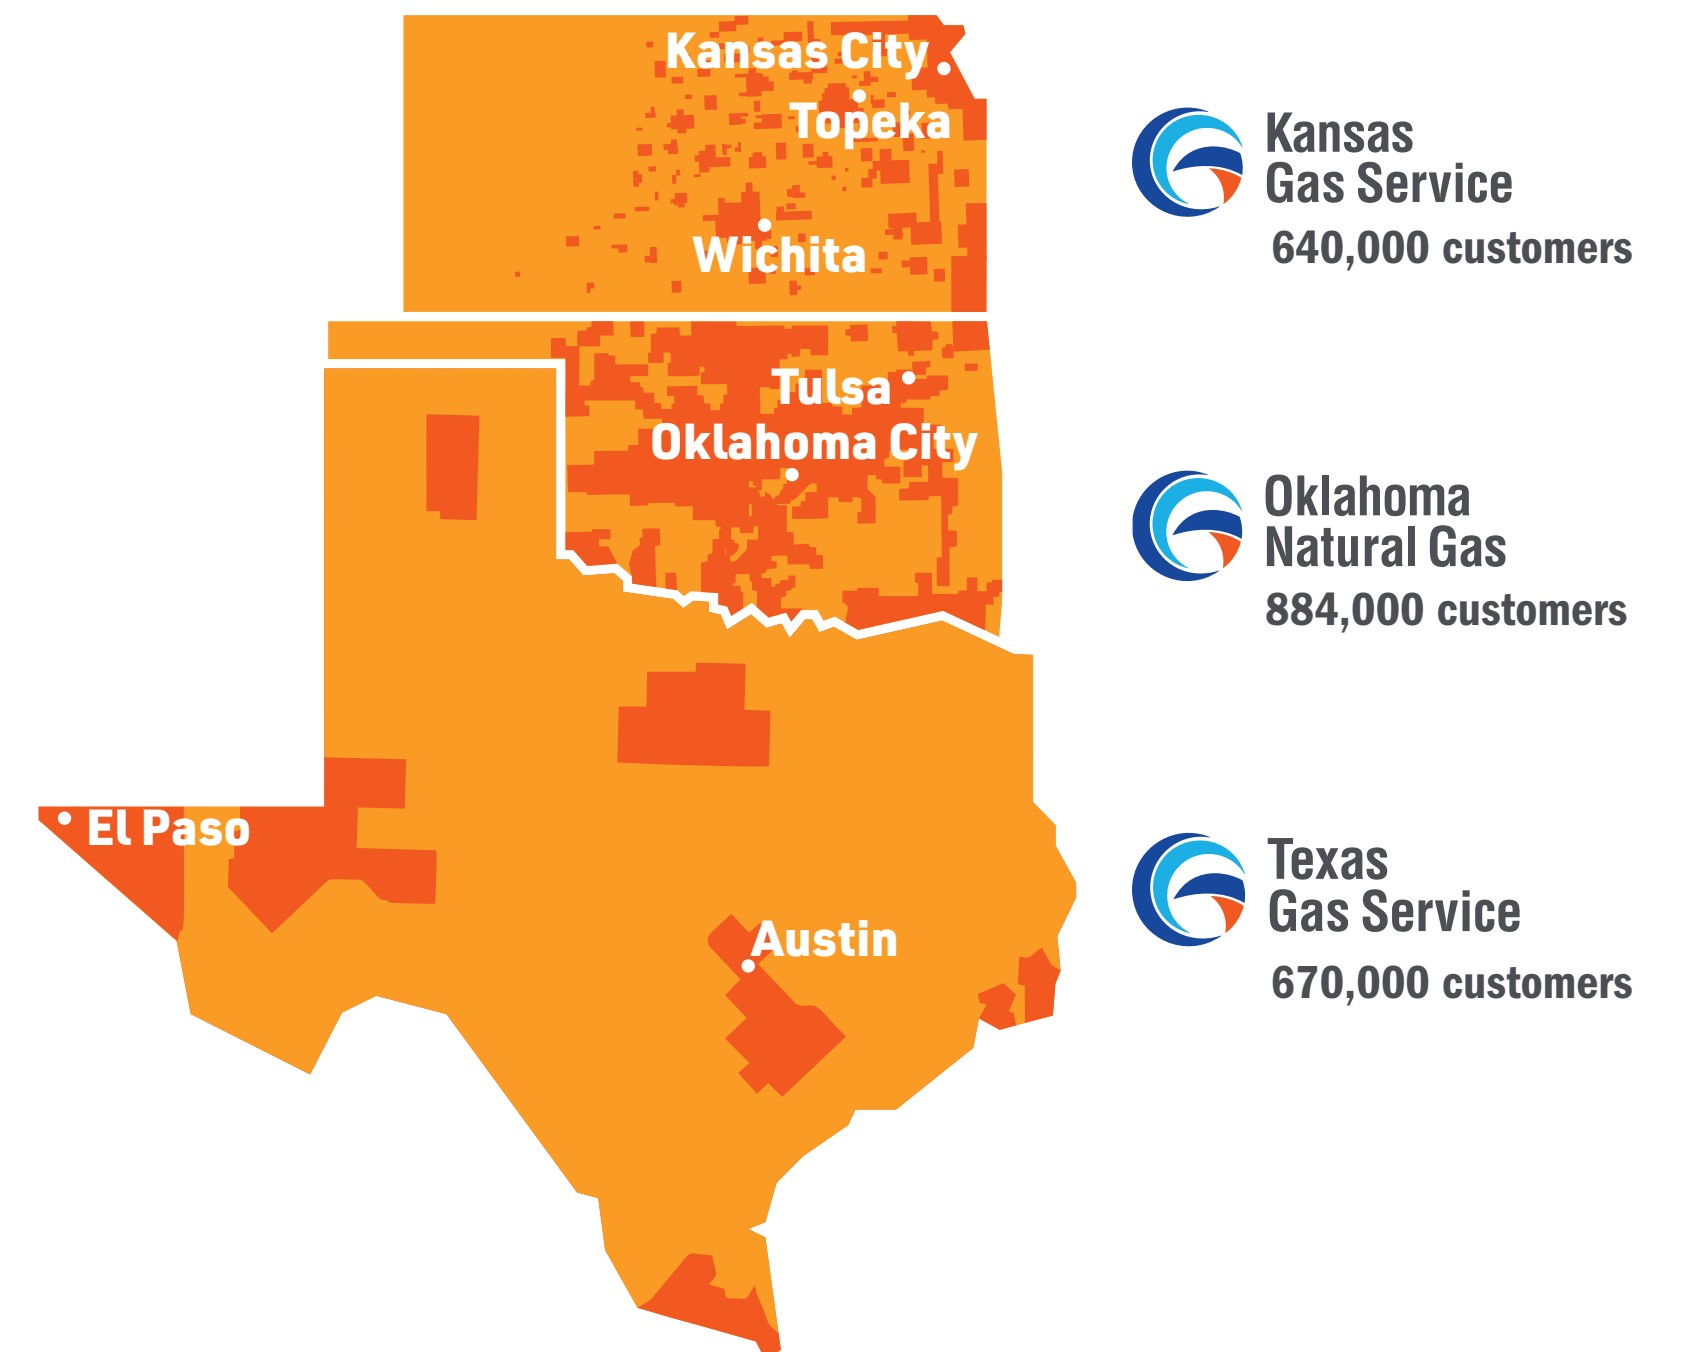 Kansas City
Topeka
Wichita
Tulsa
Oklahoma City
El Paso
Austin
Kansas
Gas Service
640,000 customers
Oklahoma
Natural Gas
884,000 customers
Texas
Gas Service
670,000 customers